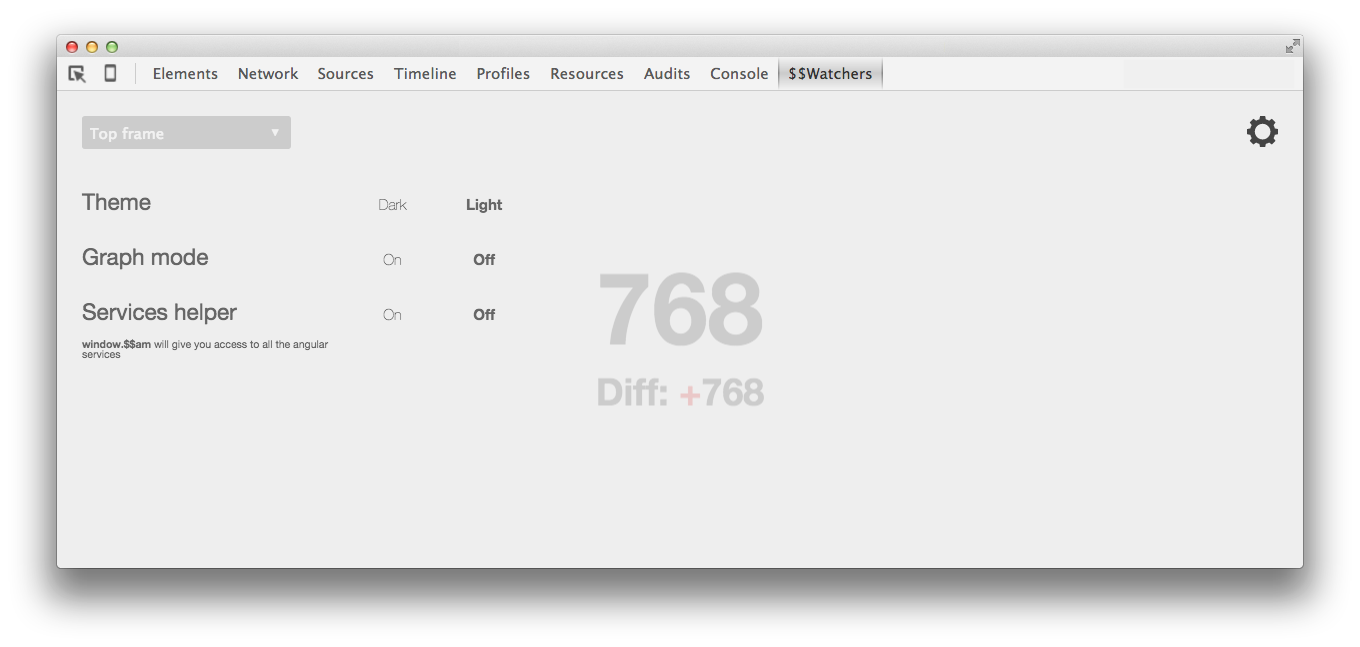 Elements Network Sources Timeline Profiles Resources Audits Console $$Watchers
Top frame
Theme Dark Light
Graph mode On Off
Services helper On Off
window.$$am will give you access to all the angular
services
768
Diff: +768